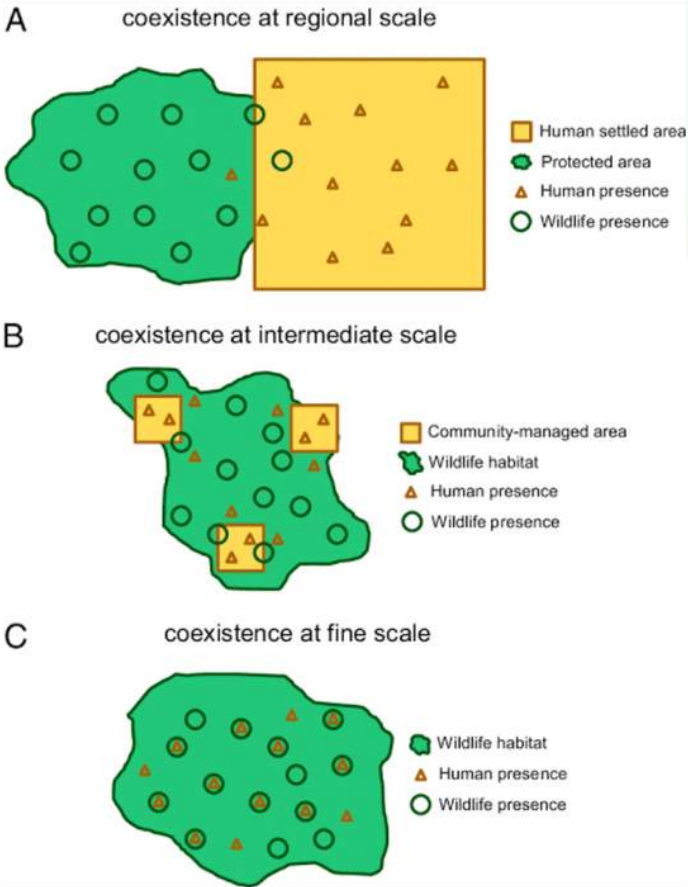 A
coexistence at regional scale
Human settled area
Protected area
Human presence
Wildlife presence
B
coexistence at intermediate scale
Community-managed area
Wildlife habitat
Human presence
Wildlife presence
C
coexistence at fine scale
Wildlife habitat
Human presence
Wildlife presence